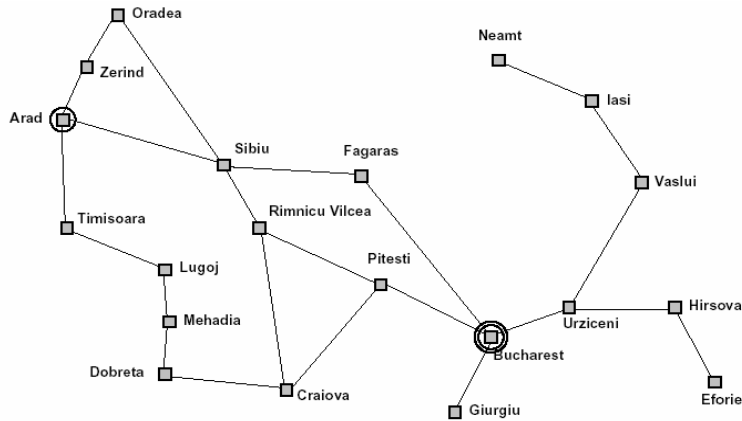 Oradea
Neamt
Zerind
Iasi
Arad
Sibiu
Fagaras
Vaslui
Timisoara
Rimnicu Vilcea
Lugoj
Pitesti
Hirsova
Mehadia
Urziceni
Bucharest
Dobreta
Craiova
Eforie
Giurgiu